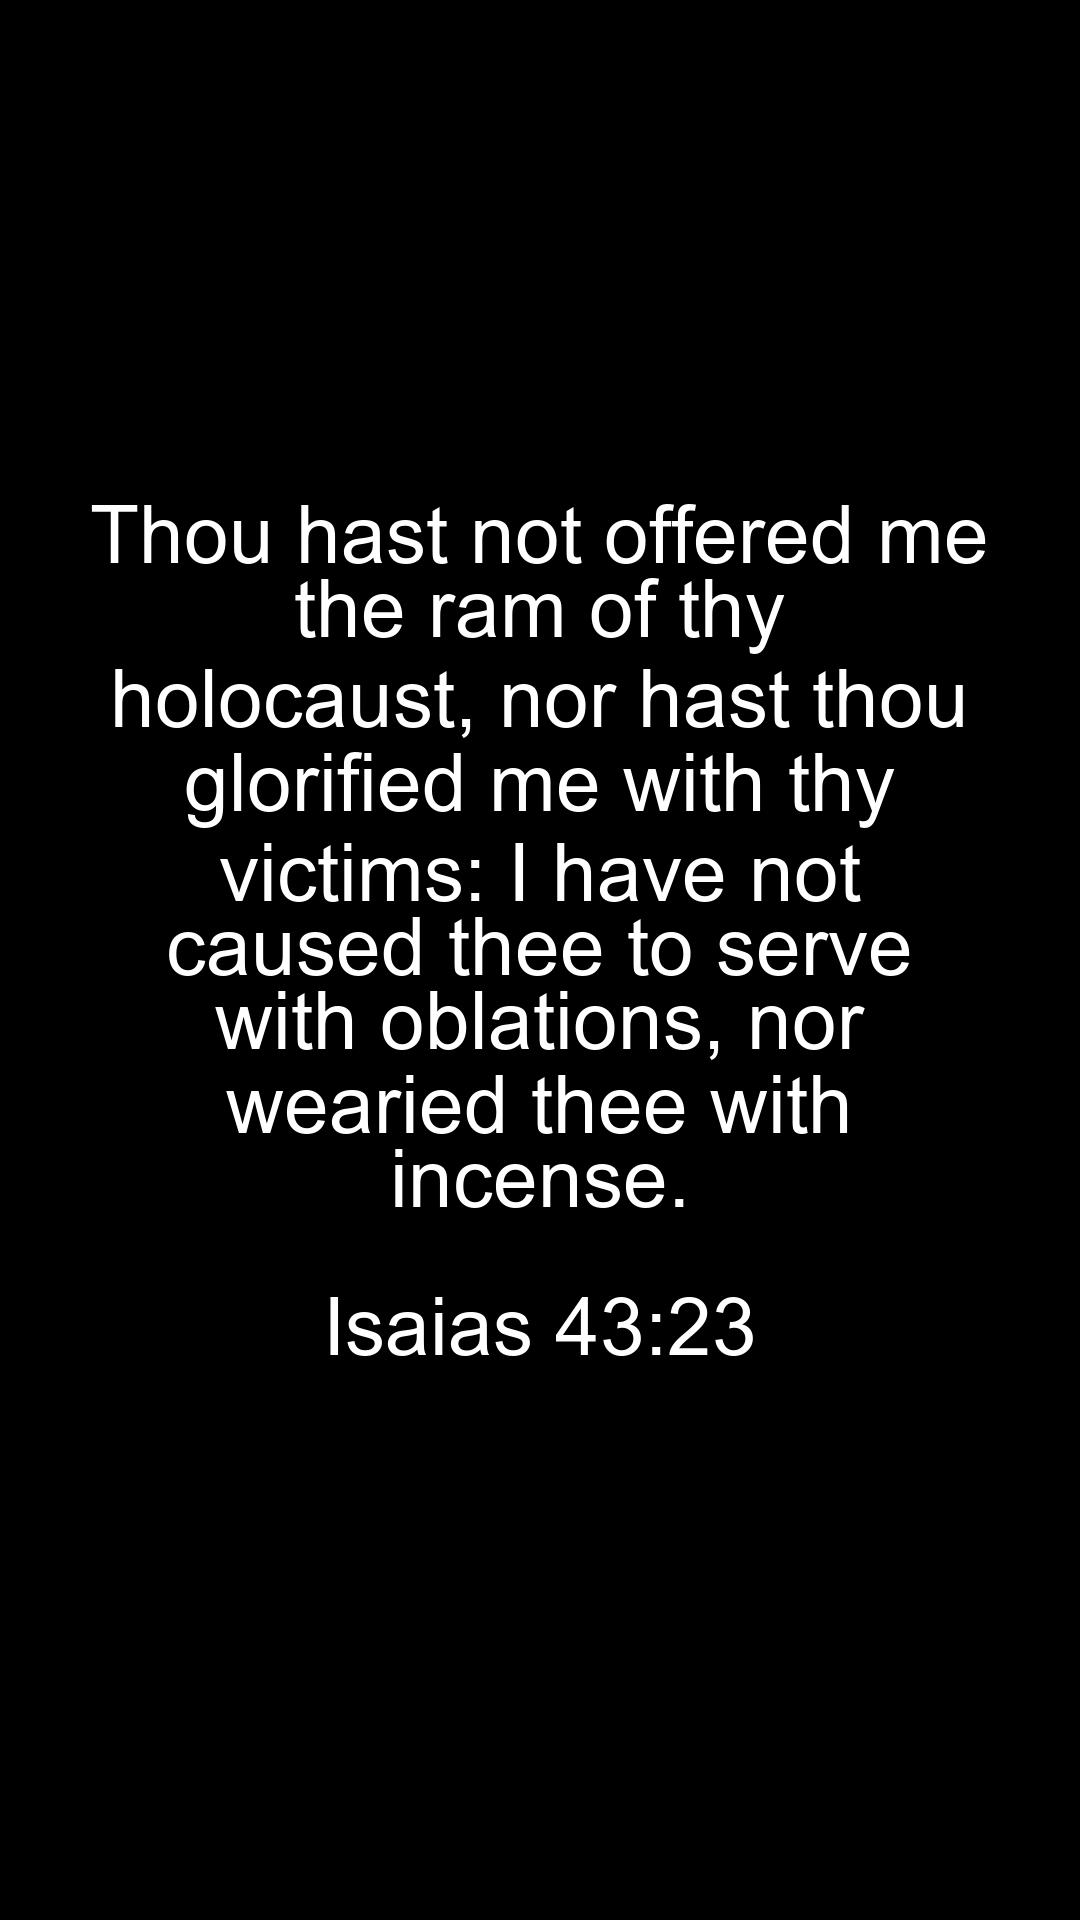 Thou hast not offered me
the ram of thy
holocaust, nor hast thou
glorified me with thy
victims: I have not
caused thee to serve
with oblations, nor
wearied thee with
incense.
Isaias 43:23